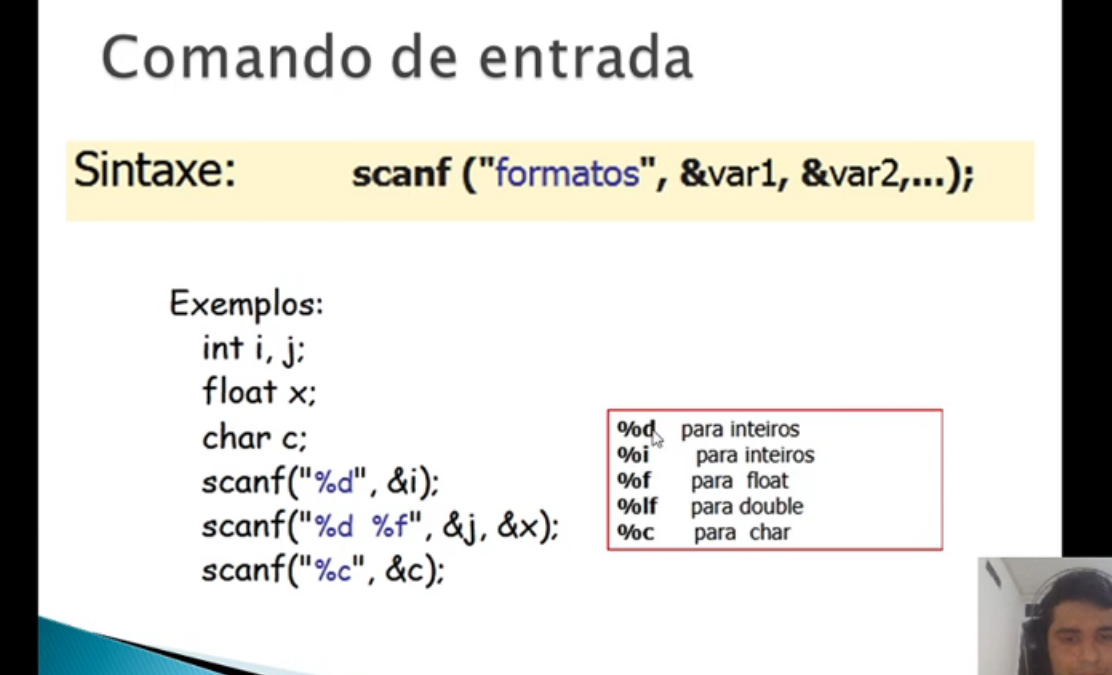 Comando de entrada
Sintaxe: scanf ("formatos", &var1, &var2,...);
Exemplos:
int i, j;
float x;
char c;
scanf("%d", &i);
scanf("%d %f", &j, &x);
scanf("%c", &c);
%d para inteiros
%i para inteiros
%f para float
%lf para double
%c para char